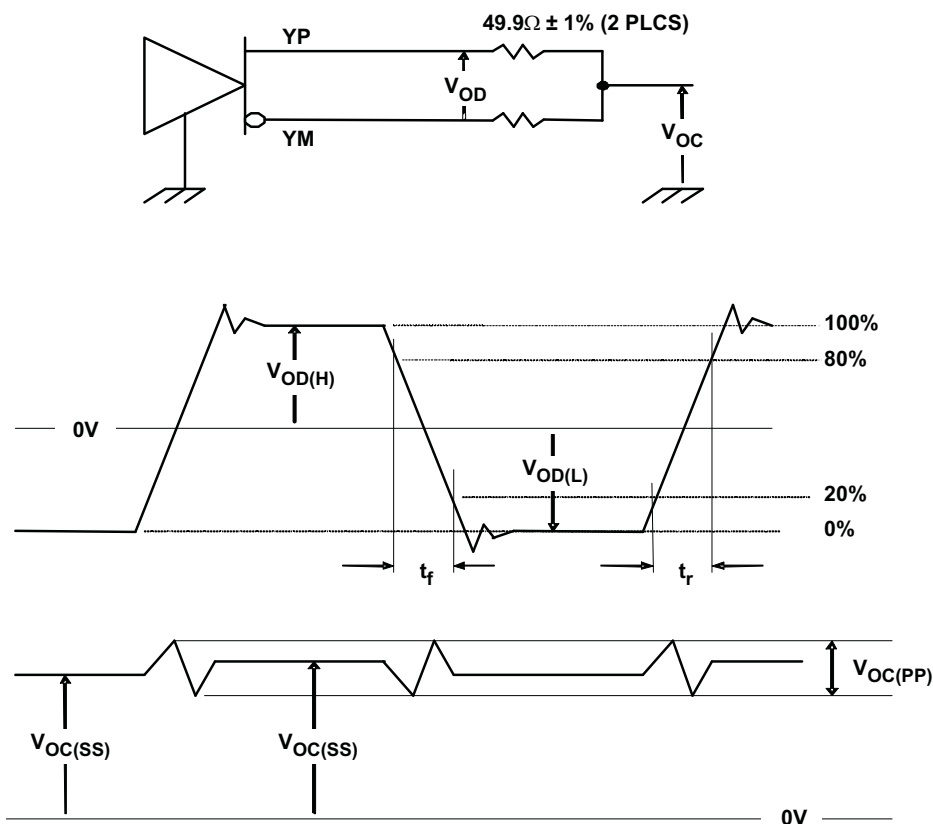 49.9Ω ± 1% (2 PLCS)
YP
VOD
YM
VOC
100%
80%
VOD(H)
0V
VOD(L)
20%
0%
tf
tr
VOC(PP)
VOC(SS)
VOC(SS)
0V